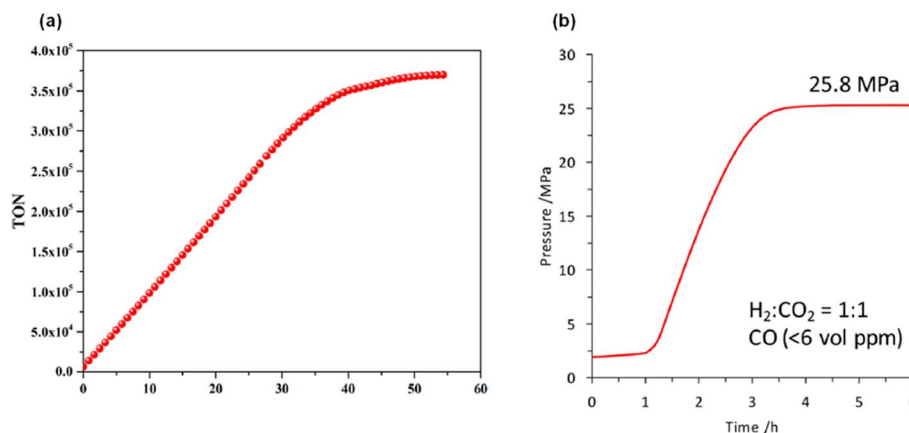 (a)
4.0x10⁵
3.5x10⁵
3.0x10⁵
2.5x10⁵
2.0x10⁵
1.5x10⁵
1.0x10⁵
5.0x10⁴
0.0
TON
0
10
20
30
40
50
60
(b)
30
25
20
15
10
5
0
Pressure /MPa
25.8 MPa
H₂:CO₂ = 1:1
CO (<6 vol ppm)
0
1
2
3
4
5
Time /h